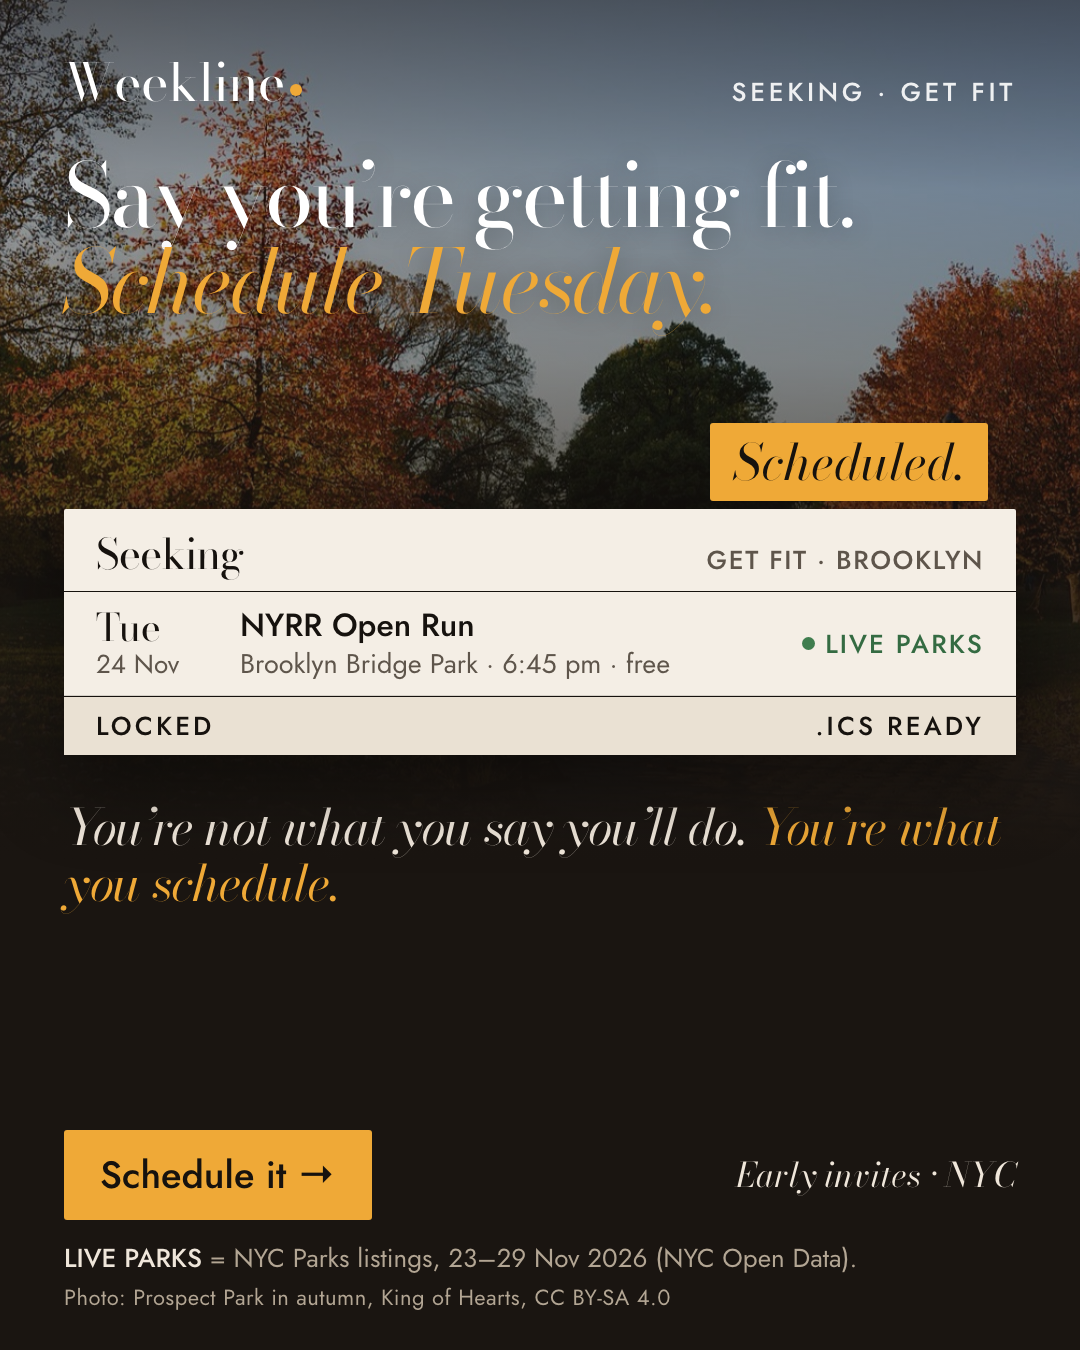 Weekline.
SEEKING · GET FIT
Say you’re getting fit.
Schedule Tuesday.
Scheduled.
Seeking
GET FIT · BROOKLYN
Tue
24 Nov
NYRR Open Run
Brooklyn Bridge Park · 6:45 pm · free
LIVE PARKS
LOCKED
.ICS READY
You’re not what you say you’ll do. You’re what
you schedule.
Schedule it →
Early invites · NYC
LIVE PARKS = NYC Parks listings, 23–29 Nov 2026 (NYC Open Data).
Photo: Prospect Park in autumn, King of Hearts, CC BY-SA 4.0